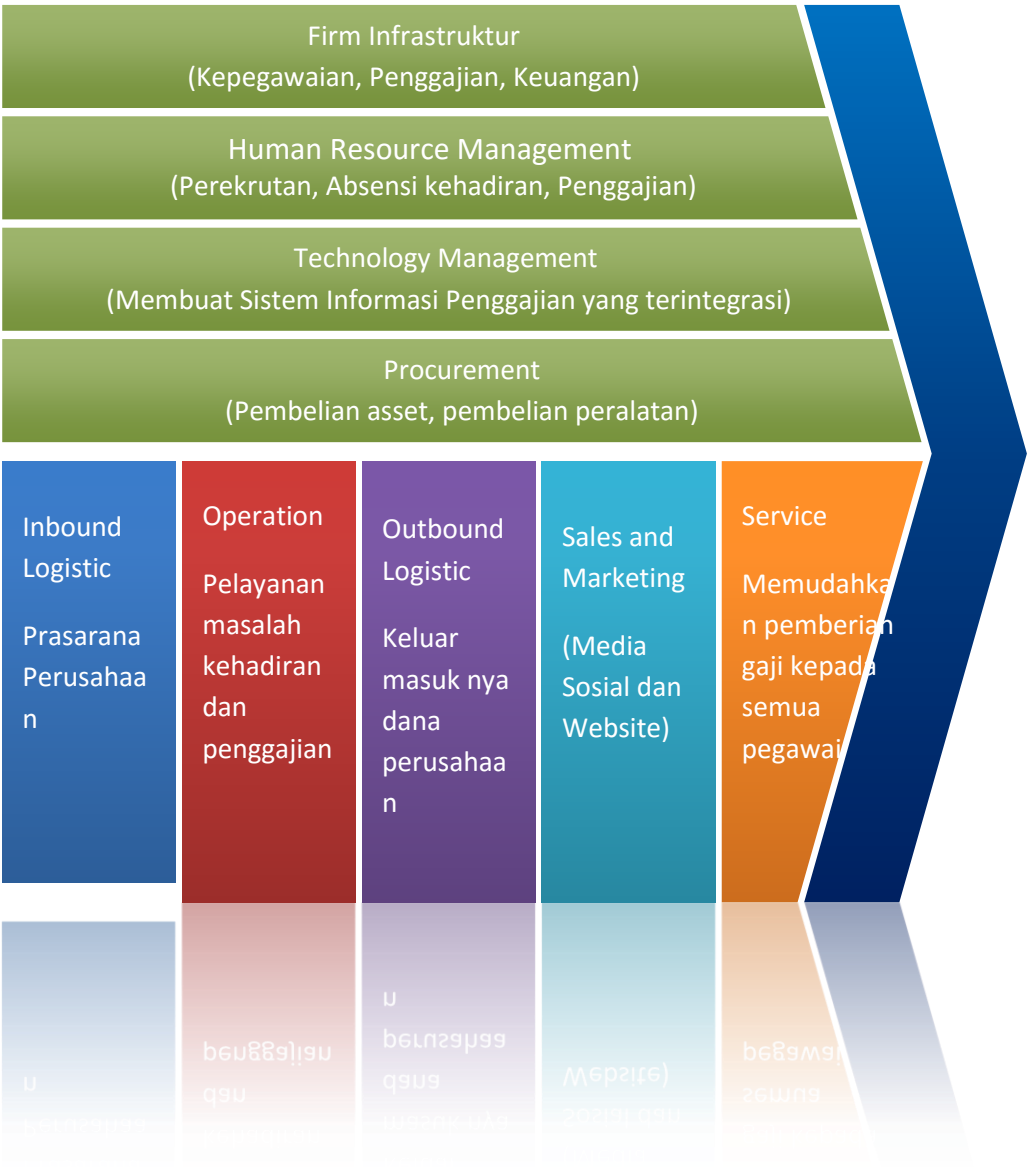 Firm Infrastruktur
(Kepegawaian, Penggajian, Keuangan)
Human Resource Management
(Perekrutan, Absensi kehadiran, Penggajian)
Technology Management
(Membuat Sistem Informasi Penggajian yang terintegrasi)
Procurement
(Pembelian asset, pembelian peralatan)
Inbound
Logistic
Prasarana
Perusahaa
n
Operation
Pelayanan
masalah
kehadiran
dan
penggajian
Outbound
Logistic
Keluar
masuk nya
dana
perusahaa
n
Sales and
Marketing
(Media
Sosial dan
Website)
Service
Memudahka
n pemberian
gaji kepada
semua
pegawai